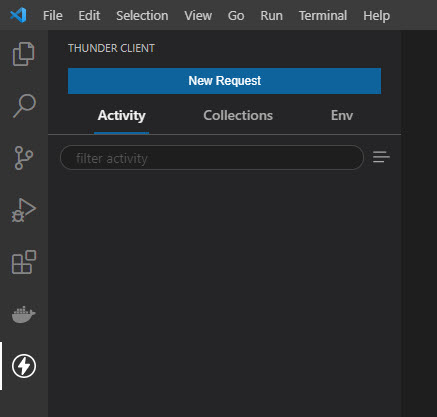 File Edit Selection View Go Run Terminal Help
THUNDER CLIENT
New Request
Activity Collections Env
filter activity